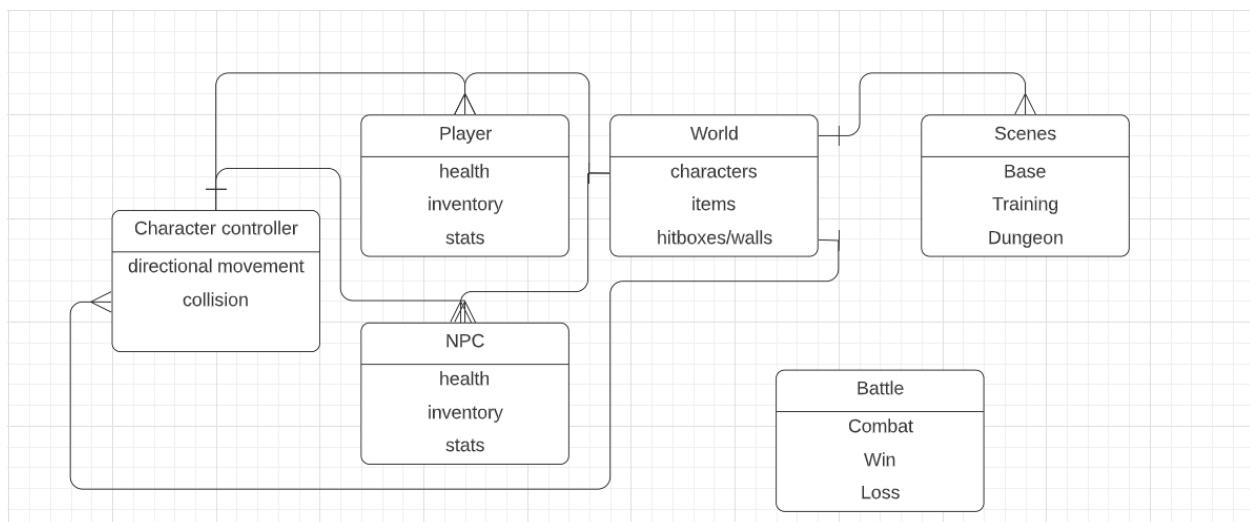 Player
health
inventory
stats
World
characters
items
hitboxes/walls
Scenes
Base
Training
Dungeon
Character controller
directional movement
collision
NPC
health
inventory
stats
Battle
Combat
Win
Loss